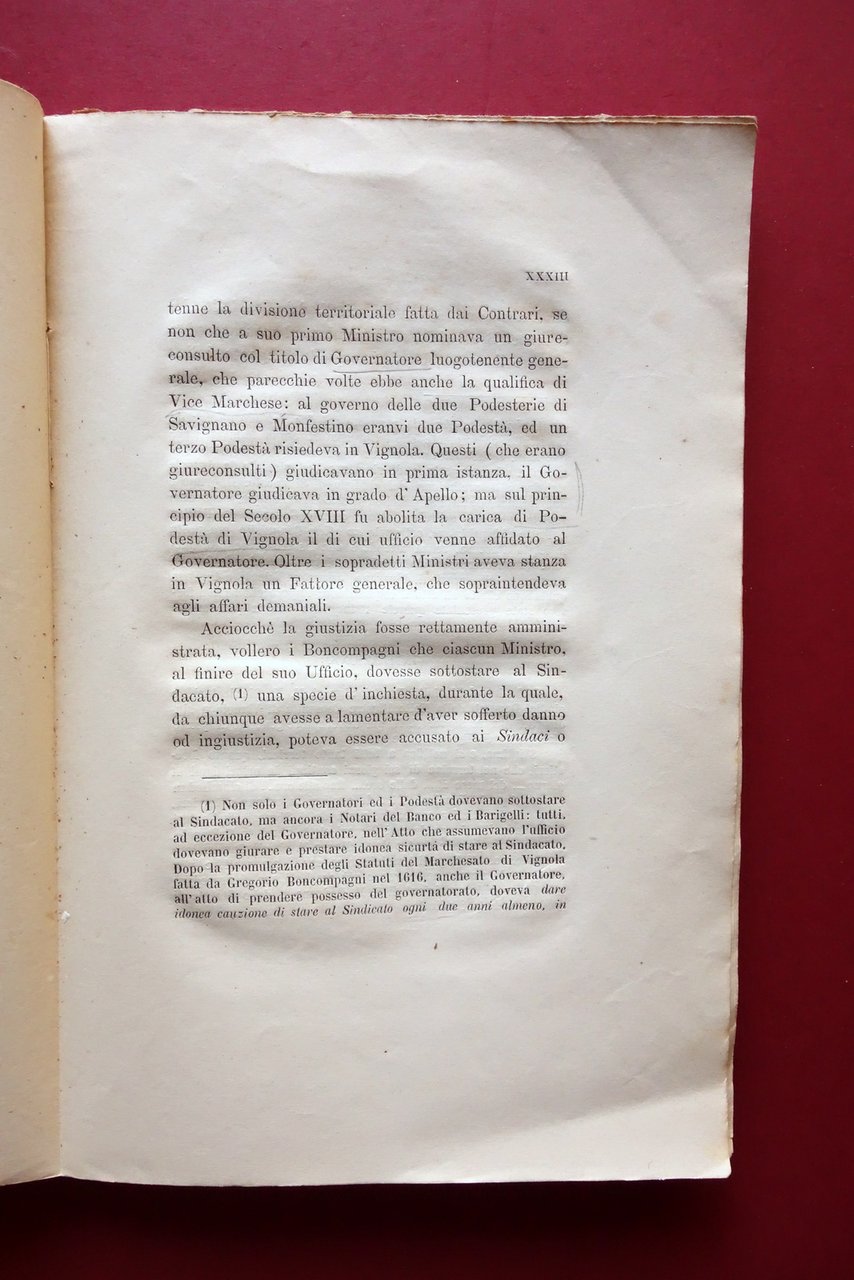 XXXIII
tenne la divisione territoriale fatta dai Contrari, se
non che a suo primo Ministro nominava un giure-
consulto col titolo di Governatore luogotenente gene-
rale, che parecchie volte ebbe anche la qualifica di
Vice Marchese: al governo delle due Podesterie di
Savignano e Monfestino eranvi due Podestà, ed un
terzo Podestà risiedeva in Vignola. Questi (che erano
giureconsulti) giudicavano in prima istanza, il Go-
vernatore giudicava in grado d'Apello; ma sul prin-
cipio del Secolo XVIII fu abolita la carica di Po-
destà di Vignola il di cui ufficio venne affidato al
Governatore. Oltre i sopradetti Ministri aveva stanza
in Vignola un Fattore generale, che sopraintendeva
agli affari demaniali.
Acciocchè la giustizia fosse rettamente ammini-
strata, vollero i Boncompagni che ciascun Ministro,
al finire del suo Ufficio, dovesse sottostare al Sin-
dacato, (1) una specie d'inchiesta, durante la quale,
da chiunque avesse a lamentare d'aver sofferto danno
od ingiustizia, poteva essere accusato ai Sindaci o
(1) Non solo i Governatori ed i Podestà dovevano sottostare
al Sindacato, ma ancora i Notari del Banco ed i Barigelli: tutti,
ad eccezione del Governatore, nell'Atto che assumevano l'ufficio
dovevano giurare e prestare idonea sicurtà di stare al Sindacato.
Dopo la promulgazione degli Statuti del Marchesato di Vignola
fatta da Gregorio Boncompagni nel 1616, anche il Governatore,
all'atto di prendere possesso del governatorato, doveva dare
idonea cauzione di stare al Sindicato ogni due anni almeno, in